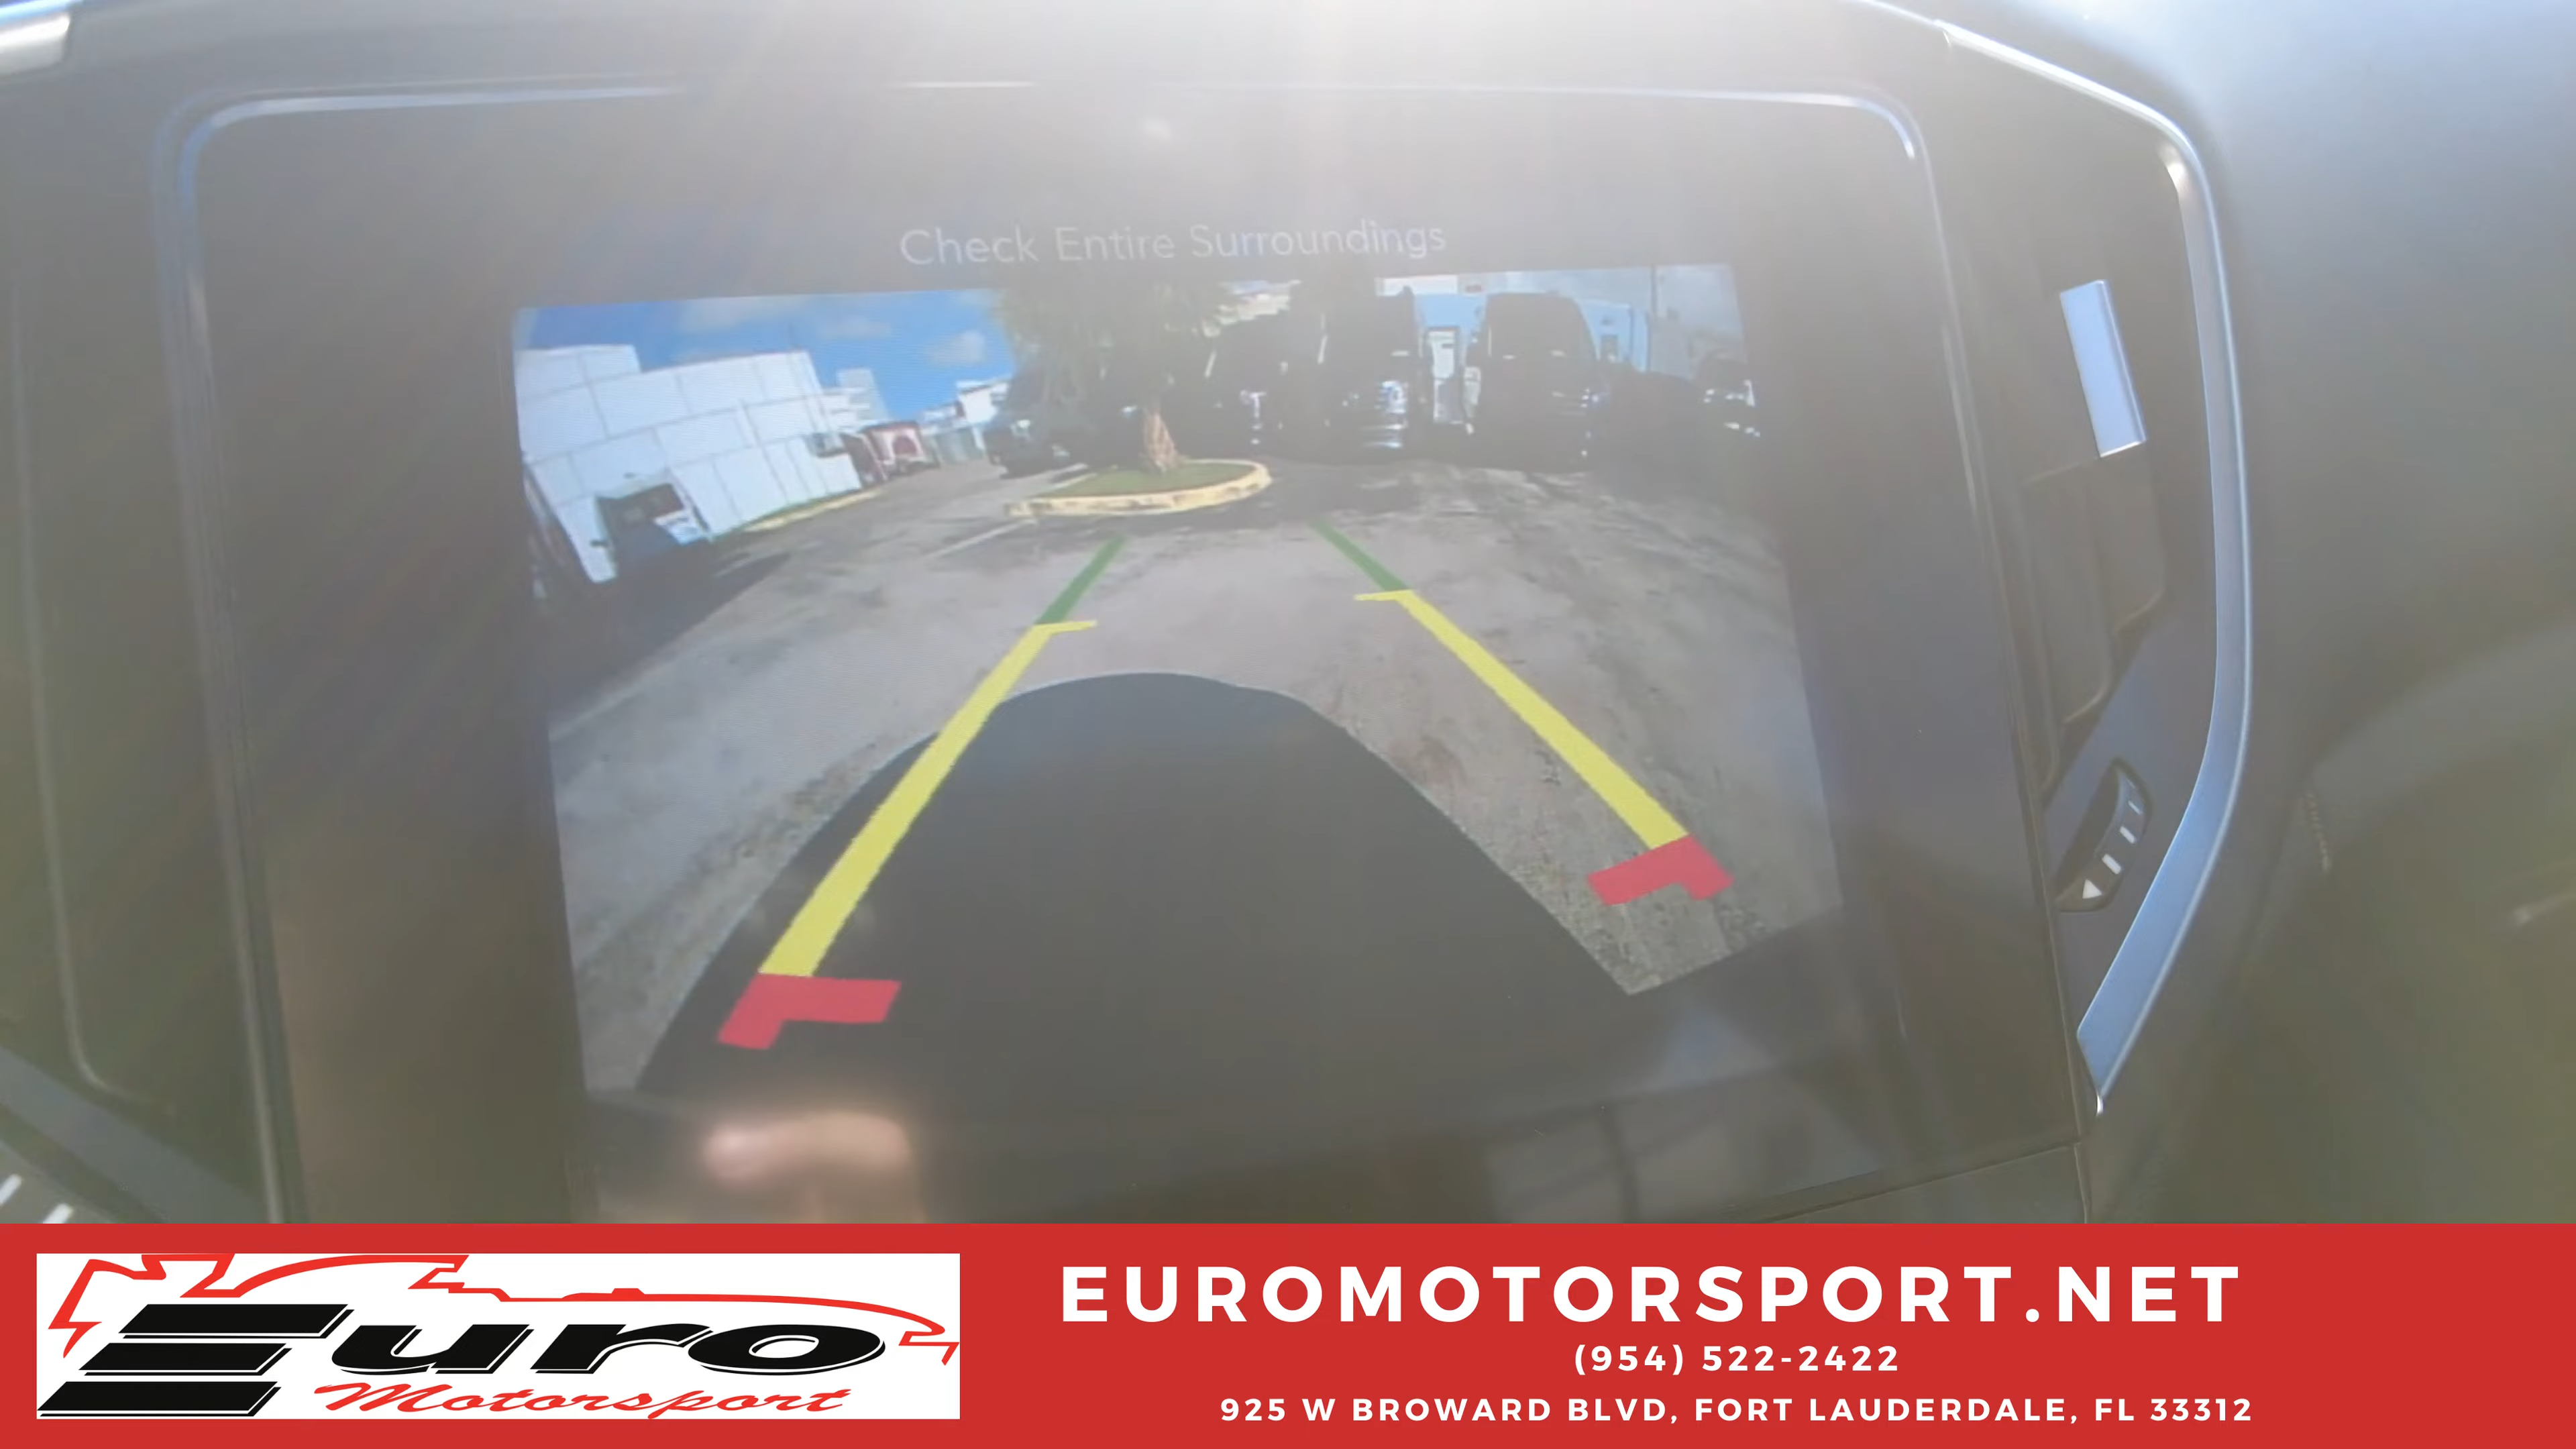 Check Entire Surroundings
Euro
Motorsport
EUROMOTORSPORT.NET
(954) 522-2422
925 W BROWARD BLVD, FORT LAUDERDALE, FL 33312